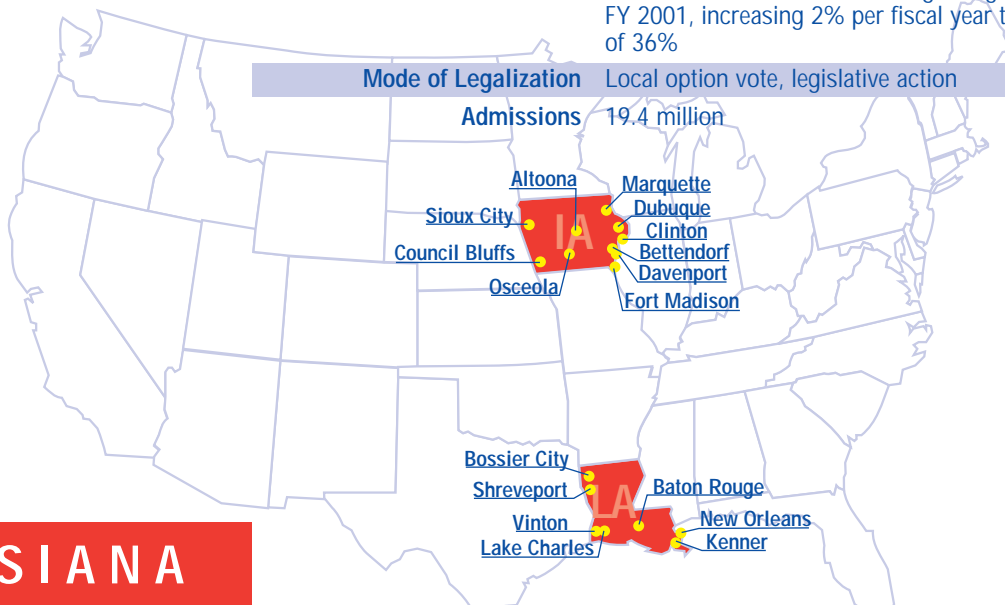 FY 2001, increasing 2% per fiscal year
of 36%
Mode of Legalization Local option vote, legislative action
Admissions 19.4 million
Altoona
Marquette
Dubuque
Sioux City
IA
Clinton
Council Bluffs
Bettendorf
Davenport
Osceola
Fort Madison
Bossier City
Shreveport
LA
Baton Rouge
Vinton
New Orleans
Lake Charles
Kenner
SIANA